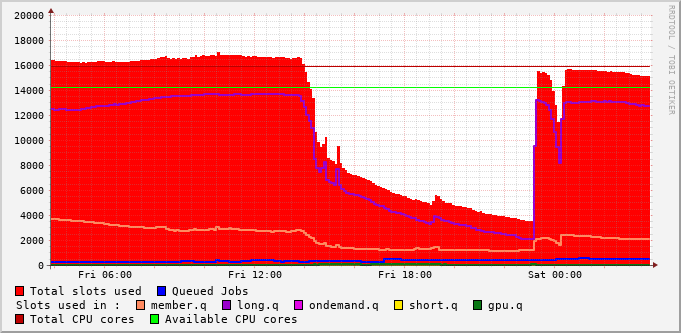 20000
18000
16000
14000
12000
10000
8000
6000
4000
2000
0
Fri 06:00 Fri 12:00 Fri 18:00 Sat 00:00
RRDTOOL / TOBI OETIKER
Total slots used Queued Jobs
Slots used in : member.q long.q ondemand.q short.q gpu.q
Total CPU cores Available CPU cores